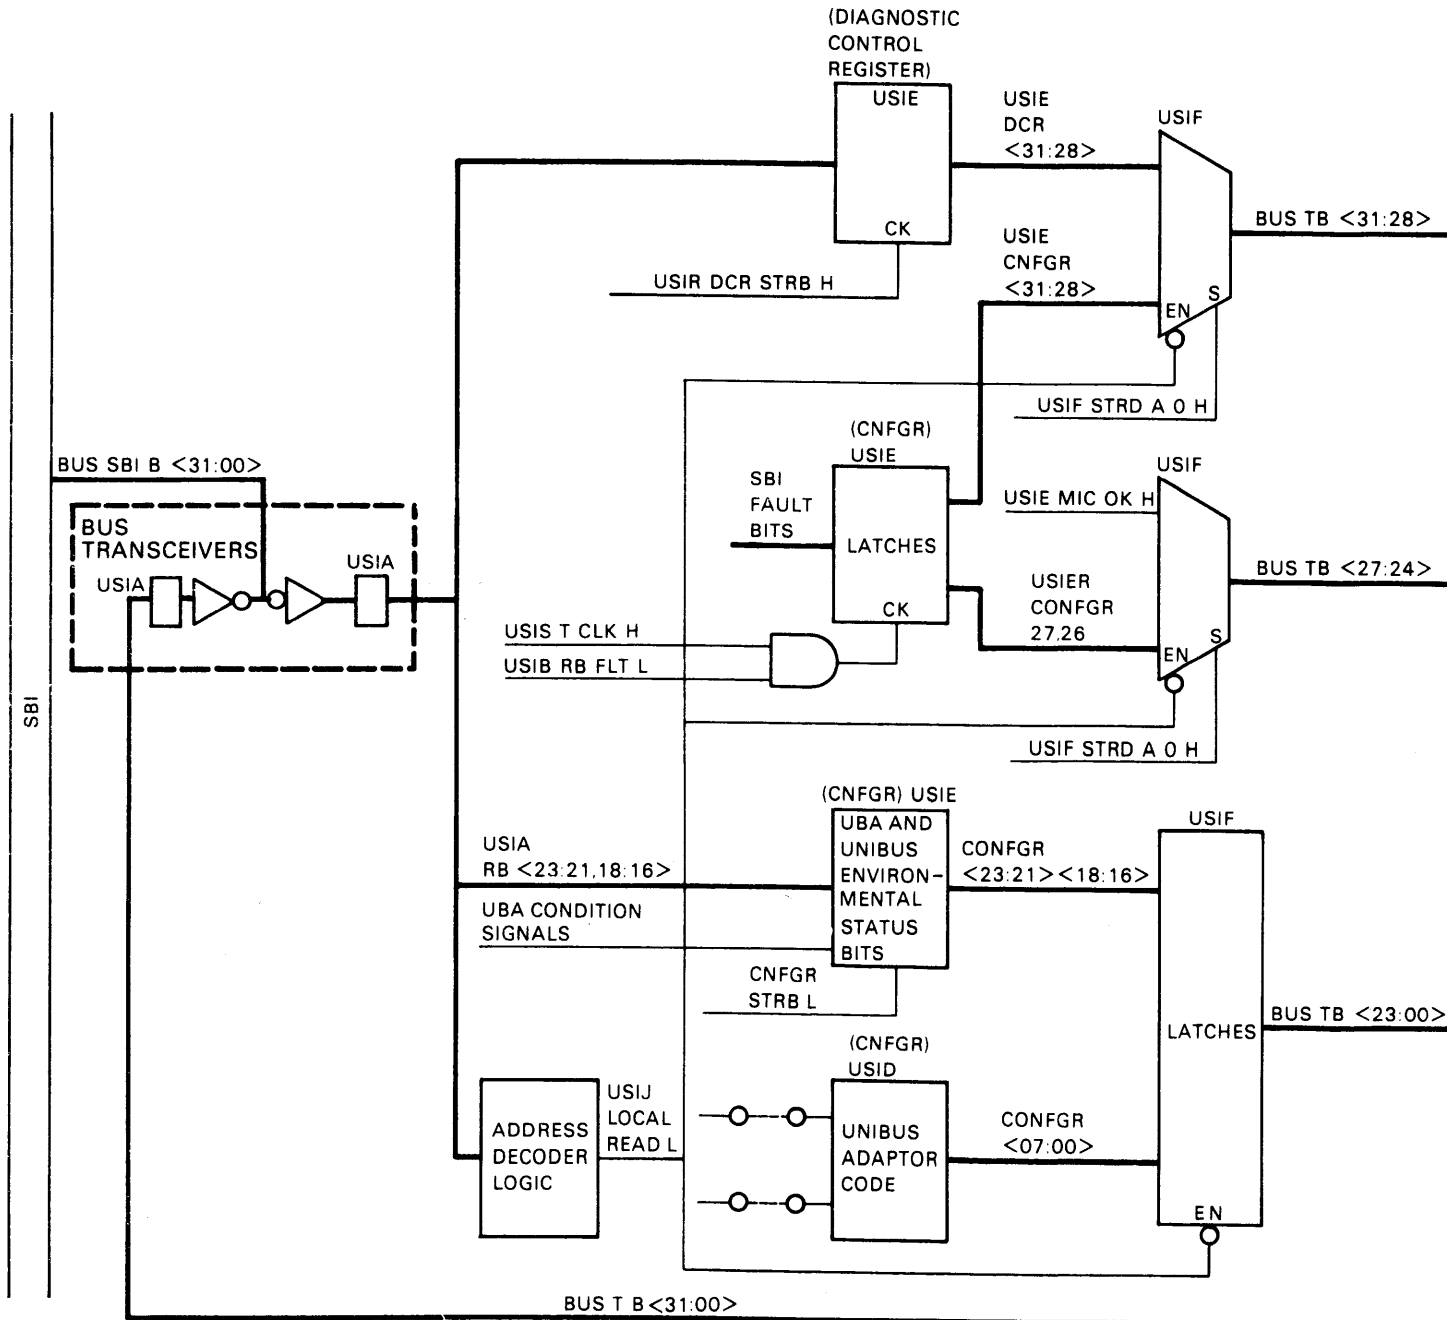 (DIAGNOSTIC
CONTROL
REGISTER)
USIE
CK
USIE
DCR
<31:28>
USIF
BUS TB <31:28>
USIR DCR STRB H
USIE
CNFGR
<31:28>
S
EN
USIF STRD A 0 H
(CNFGR)
USIE
BUS SBI B <31:00>
SBI
FAULT
BITS
LATCHES
CK
USIF
USIE MIC OK H
BUS TB <27:24>
BUS
TRANSCEIVERS
USIA
USIA
USIER
CONFGR
27,26
S
EN
USIS T CLK H
USIB RB FLT L
SBI
USIF STRD A 0 H
(CNFGR) USIE
UBA AND
UNIBUS
ENVIRON-
MENTAL
STATUS
BITS
USIF
USIA
RB <23:21,18:16>
CONFGR
<23:21><18:16>
UBA CONDITION
SIGNALS
CNFGR
STRB L
LATCHES
BUS TB <23:00>
(CNFGR)
USID
USIJ
LOCAL
READ L
ADDRESS
DECODER
LOGIC
UNIBUS
ADAPTOR
CODE
CONFGR
<07:00>
EN
BUS T B<31:00>